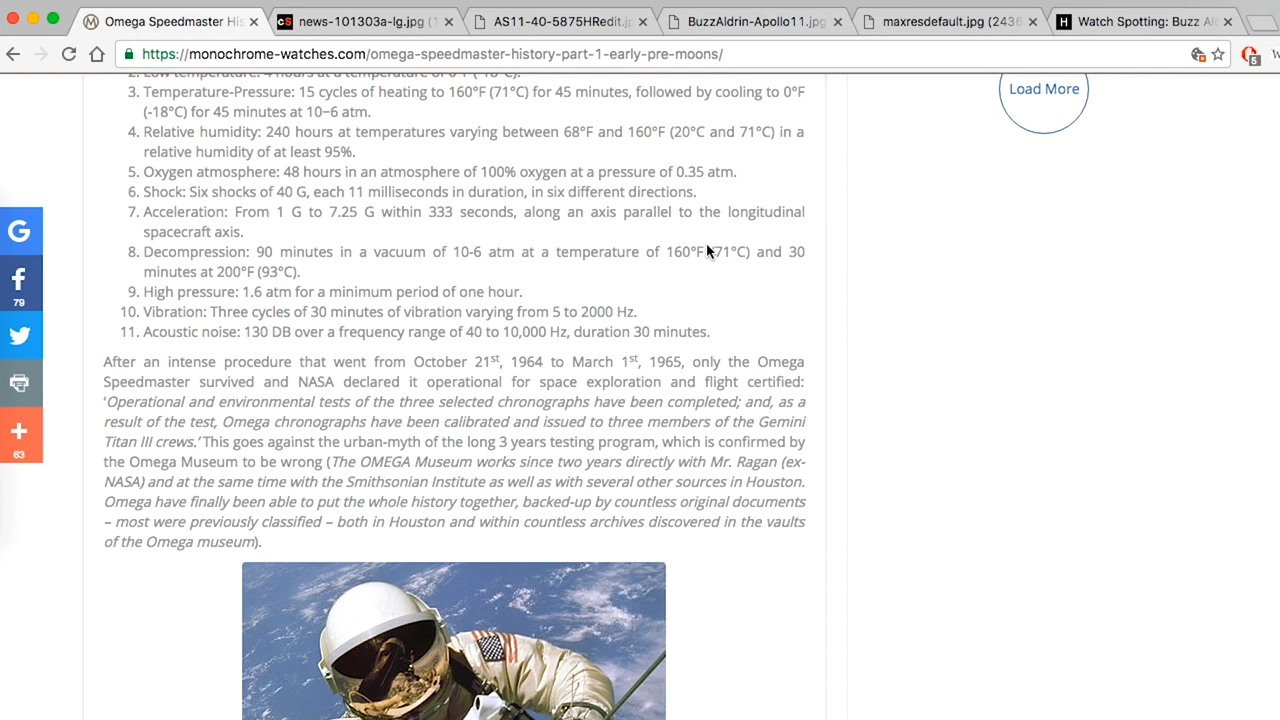 Omega Speedmaster His
news-101303a-lg.jpg (1
AS11-40-5875HRedit.jp
BuzzAldrin-Apollo11.jpg
maxresdefault.jpg (2436
Watch Spotting: Buzz Al
https://monochrome-watches.com/omega-speedmaster-history-part-1-early-pre-moons/
5
Load More
3. Temperature-Pressure: 15 cycles of heating to 160°F (71°C) for 45 minutes, followed by cooling to 0°F
(-18°C) for 45 minutes at 10−6 atm.
4. Relative humidity: 240 hours at temperatures varying between 68°F and 160°F (20°C and 71°C) in a
relative humidity of at least 95%.
5. Oxygen atmosphere: 48 hours in an atmosphere of 100% oxygen at a pressure of 0.35 atm.
6. Shock: Six shocks of 40 G, each 11 milliseconds in duration, in six different directions.
7. Acceleration: From 1 G to 7.25 G within 333 seconds, along an axis parallel to the longitudinal
spacecraft axis.
8. Decompression: 90 minutes in a vacuum of 10-6 atm at a temperature of 160°F (71°C) and 30
minutes at 200°F (93°C).
9. High pressure: 1.6 atm for a minimum period of one hour.
10. Vibration: Three cycles of 30 minutes of vibration varying from 5 to 2000 Hz.
11. Acoustic noise: 130 DB over a frequency range of 40 to 10,000 Hz, duration 30 minutes.
After an intense procedure that went from October 21st, 1964 to March 1st, 1965, only the Omega
Speedmaster survived and NASA declared it operational for space exploration and flight certified:
‘Operational and environmental tests of the three selected chronographs have been completed; and, as a
result of the test, Omega chronographs have been calibrated and issued to three members of the Gemini
Titan III crews.’ This goes against the urban-myth of the long 3 years testing program, which is confirmed by
the Omega Museum to be wrong (The OMEGA Museum works since two years directly with Mr. Ragan (ex-
NASA) and at the same time with the Smithsonian Institute as well as with several other sources in Houston.
Omega have finally been able to put the whole history together, backed-up by countless original documents
– most were previously classified – both in Houston and within countless archives discovered in the vaults
of the Omega museum).
79
63